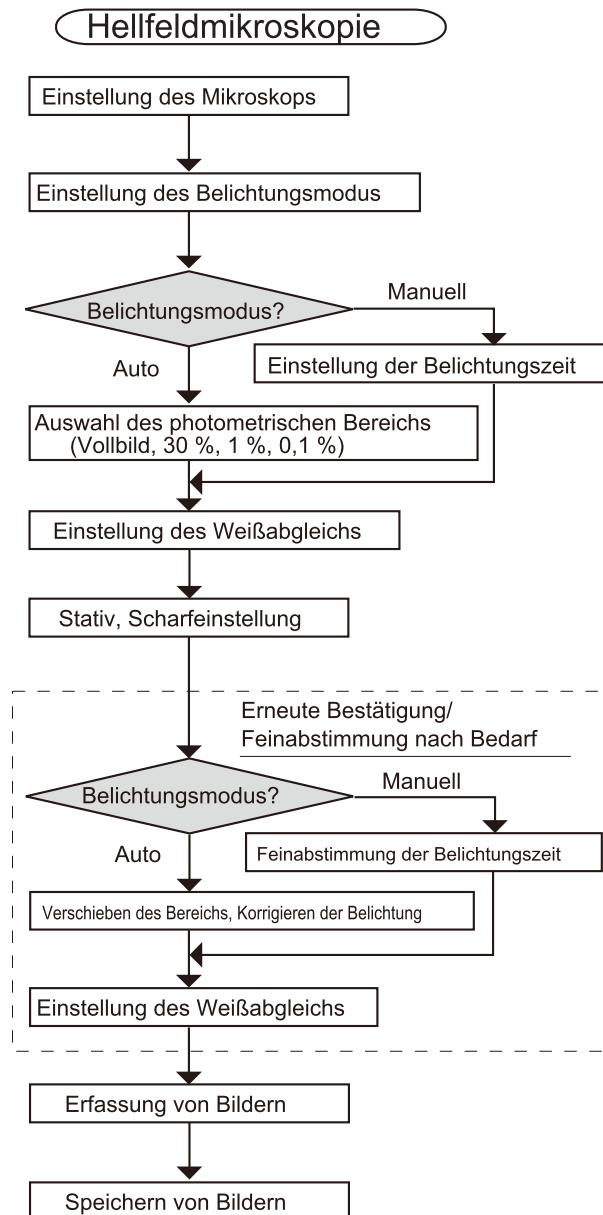 Hellfeldmikroskopie
Einstellung des Mikroskops
Einstellung des Belichtungsmodus
Belichtungsmodus?
Manuell
Einstellung der Belichtungszeit
Auto
Auswahl des photometrischen Bereichs
(Vollbild, 30 %, 1 %, 0,1 %)
Einstellung des Weißabgleichs
Stativ, Scharfeinstellung
Erneute Bestätigung/
Feinabstimmung nach Bedarf
Belichtungsmodus?
Manuell
Feinabstimmung der Belichtungszeit
Auto
Verschieben des Bereichs, Korrigieren der Belichtung
Einstellung des Weißabgleichs
Erfassung von Bildern
Speichern von Bildern